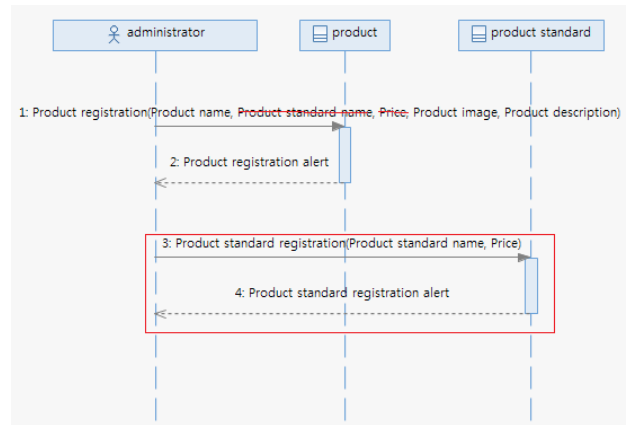 administrator
product
product standard
1: Product registration(Product name, Product standard name, Price, Product image, Product description)
2: Product registration alert
3: Product standard registration(Product standard name, Price)
4: Product standard registration alert